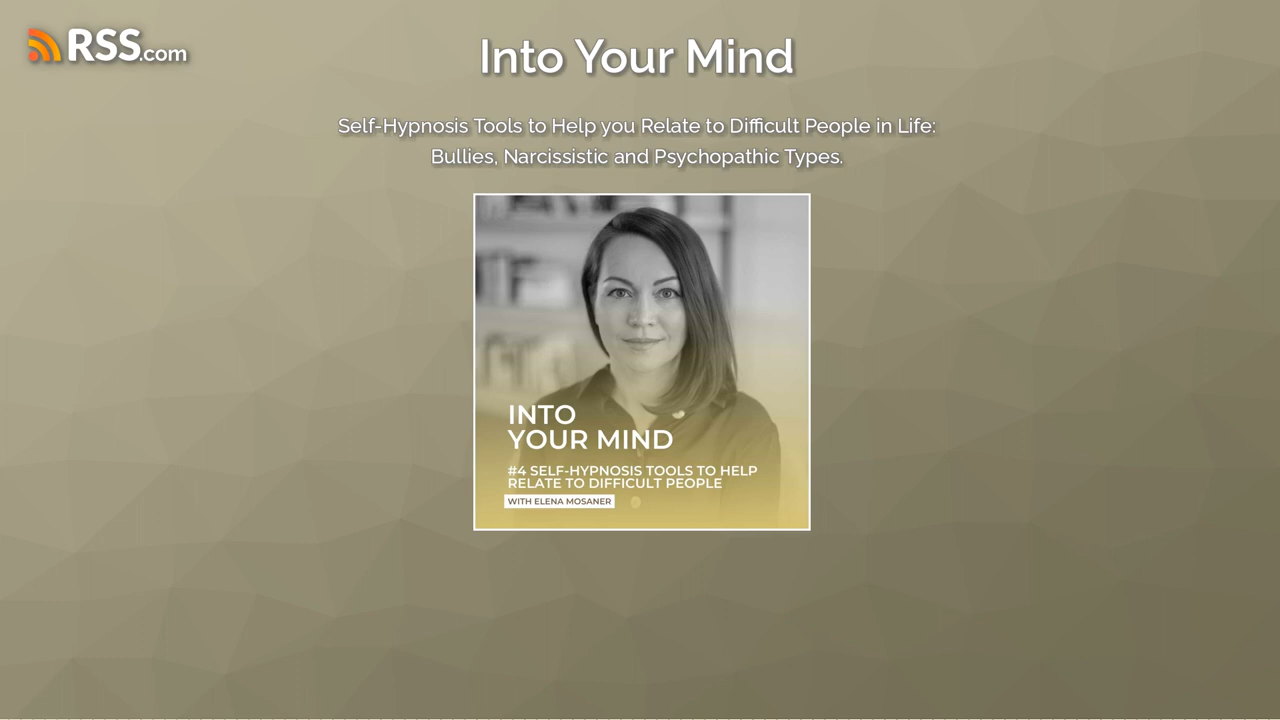 RSS.com
Into Your Mind
Self-Hypnosis Tools to Help you Relate to Difficult People in Life:
Bullies, Narcissistic and Psychopathic Types.
INTO
YOUR MIND
#4 SELF-HYPNOSIS TOOLS TO HELP
RELATE TO DIFFICULT PEOPLE
WITH ELENA MOSANER